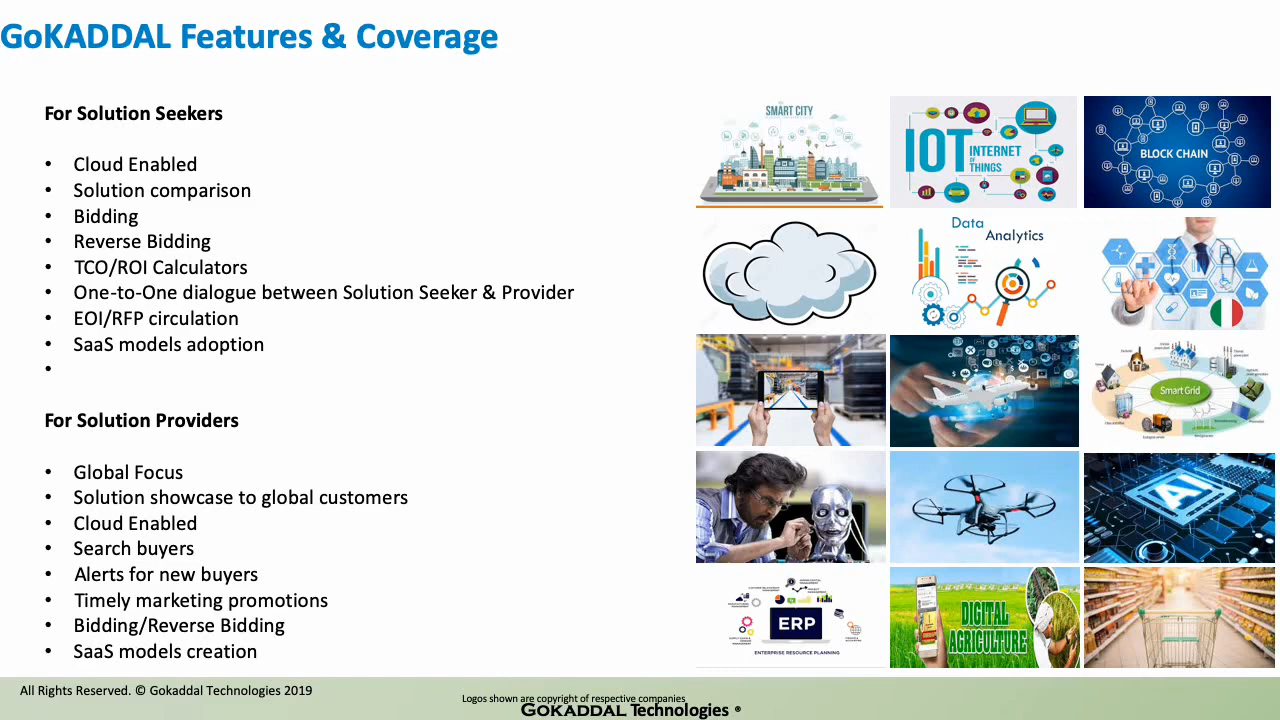 GoKADDAL Features & Coverage
For Solution Seekers
• Cloud Enabled
• Solution comparison
• Bidding
• Reverse Bidding
• TCO/ROI Calculators
• One-to-One dialogue between Solution Seeker & Provider
• EOI/RFP circulation
• SaaS models adoption
•
For Solution Providers
• Global Focus
• Solution showcase to global customers
• Cloud Enabled
• Search buyers
• Alerts for new buyers
• Timely marketing promotions
• Bidding/Reverse Bidding
• SaaS models creation
SMART CITY
IOT
INTERNET
OF
THINGS
BLOCK CHAIN
Data
Analytics
Smart Grid
AI
ERP
ENTERPRISE RESOURCE PLANNING
DIGITAL
AGRICULTURE
All Rights Reserved. © Gokaddal Technologies 2019
Logos shown are copyright of respective companies
GOKADDAL Technologies ®